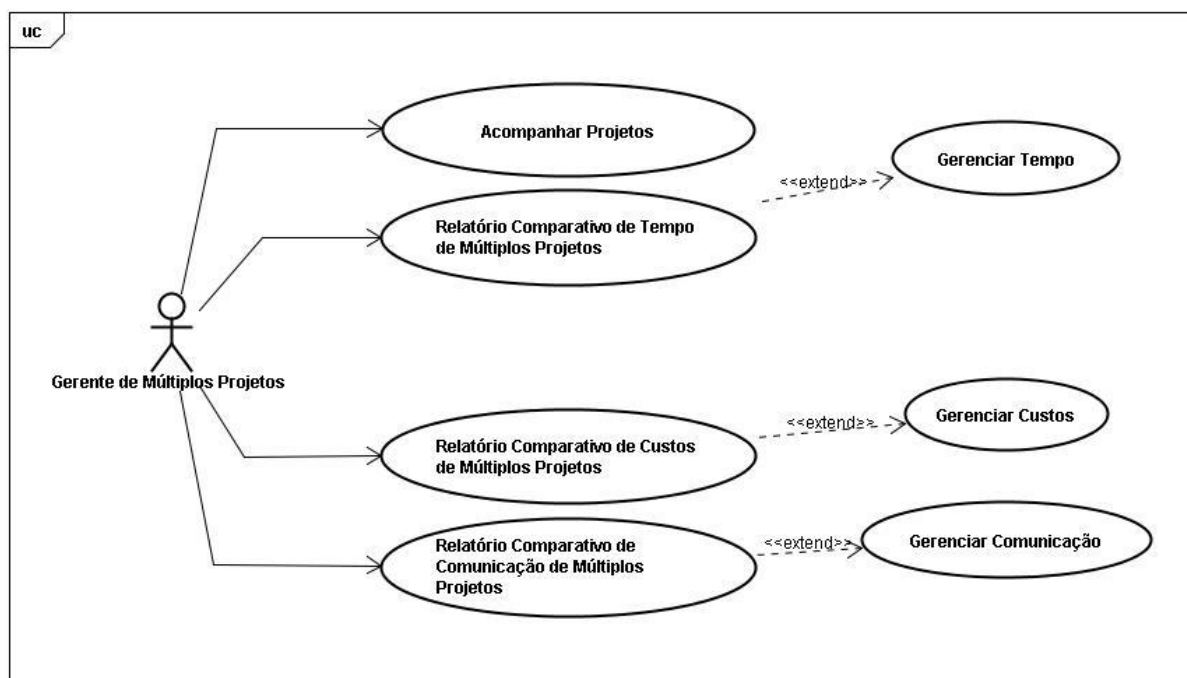 uc
Acompanhar Projetos
Gerenciar Tempo
<<extend>>
Relatório Comparativo de Tempo
de Múltiplos Projetos
Gerente de Múltiplos Projetos
Gerenciar Custos
<<extend>>
Relatório Comparativo de Custos
de Múltiplos Projetos
Relatório Comparativo de
Comunicação de Múltiplos
Projetos
<<extend>>
Gerenciar Comunicação